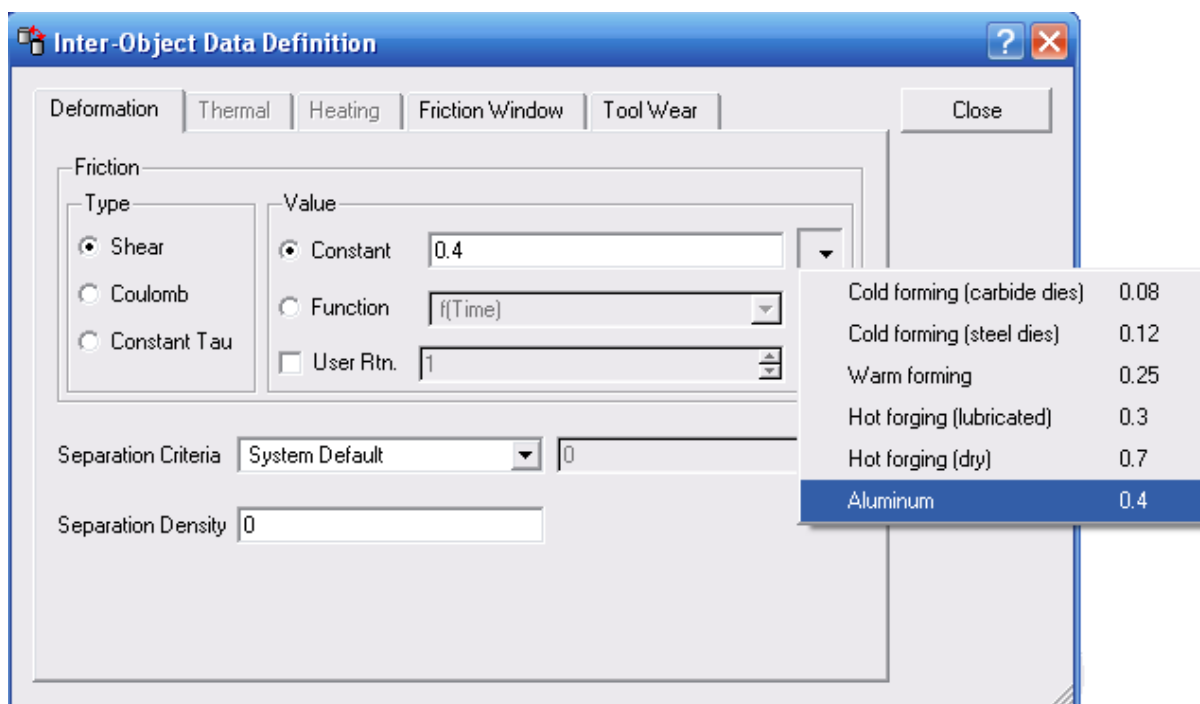 Inter-Object Data Definition
Deformation Thermal Heating Friction Window Tool Wear Close
Friction
Type Value
Shear Constant 0.4
Coulomb Function f(Time)
Constant Tau User Rtn. 1
Cold forming (carbide dies) 0.08
Cold forming (steel dies) 0.12
Warm forming 0.25
Hot forging (lubricated) 0.3
Hot forging (dry) 0.7
Aluminum 0.4
Separation Criteria System Default 0
Separation Density 0